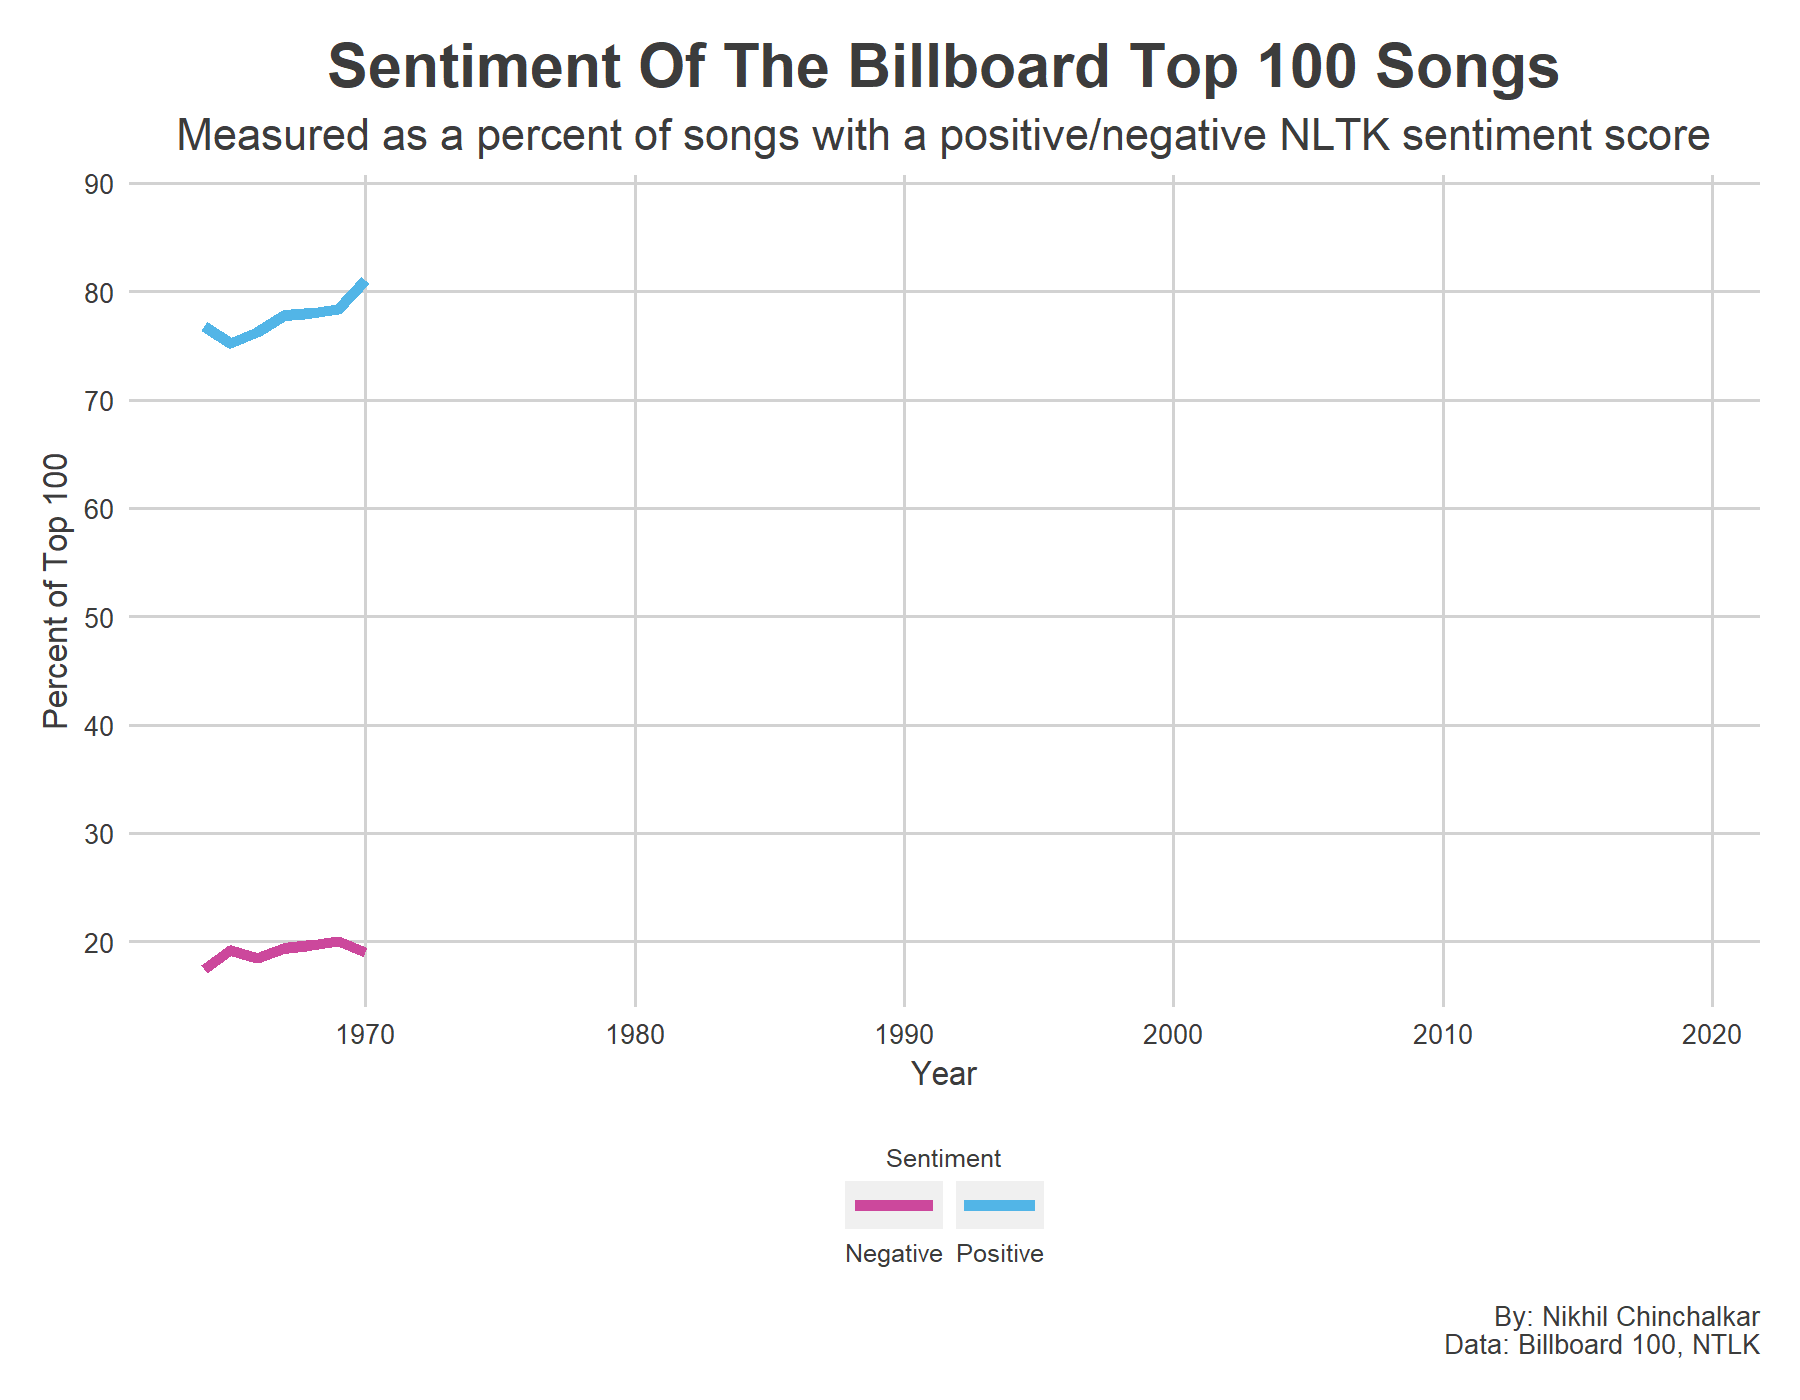 Sentiment Of The Billboard Top 100 Songs
Measured as a percent of songs with a positive/negative NLTK sentiment score
90
80
70
60
50
40
30
20
Percent of Top 100
1970 1980 1990 2000 2010 2020
Year
Sentiment
Negative Positive
By: Nikhil Chinchalkar
Data: Billboard 100, NTLK